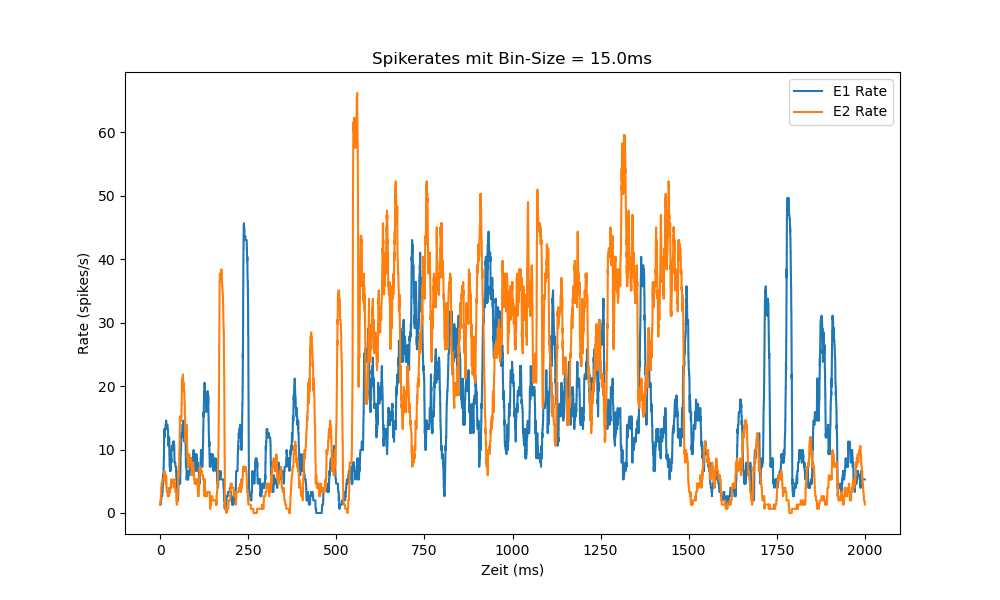 Spikerates mit Bin-Size = 15.0ms
E1 Rate
E2 Rate
Rate (spikes/s)
60
50
40
30
20
10
0
0 250 500 750 1000 1250 1500 1750 2000
Zeit (ms)